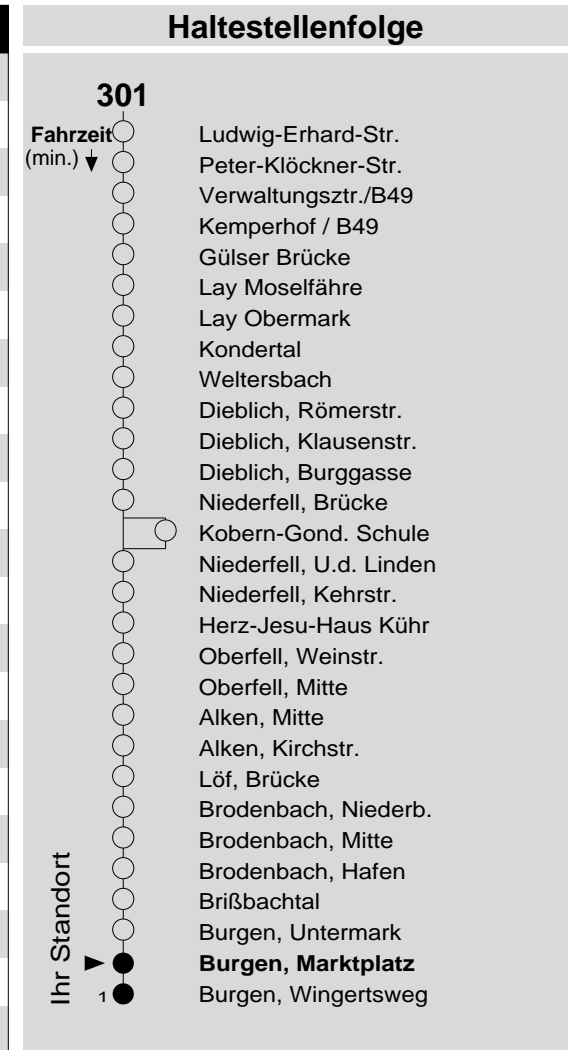 Haltestellenfolge
301
Fahrzeit
(min.)
Ludwig-Erhard-Str.
Peter-Klöckner-Str.
Verwaltungsztr./B49
Kemperhof / B49
Gülser Brücke
Lay Moselfähre
Lay Obermark
Kondertal
Weltersbach
Dieblich, Römerstr.
Dieblich, Klausenstr.
Dieblich, Burggasse
Niederfell, Brücke
Kobern-Gond. Schule
Niederfell, U.d. Linden
Niederfell, Kehrstr.
Herz-Jesu-Haus Kühr
Oberfell, Weinstr.
Oberfell, Mitte
Alken, Mitte
Alken, Kirchstr.
Löf, Brücke
Brodenbach, Niederb.
Brodenbach, Mitte
Brodenbach, Hafen
Brißbachtal
Burgen, Untermark
Burgen, Marktplatz
1 Burgen, Wingertsweg
Ihr Standort